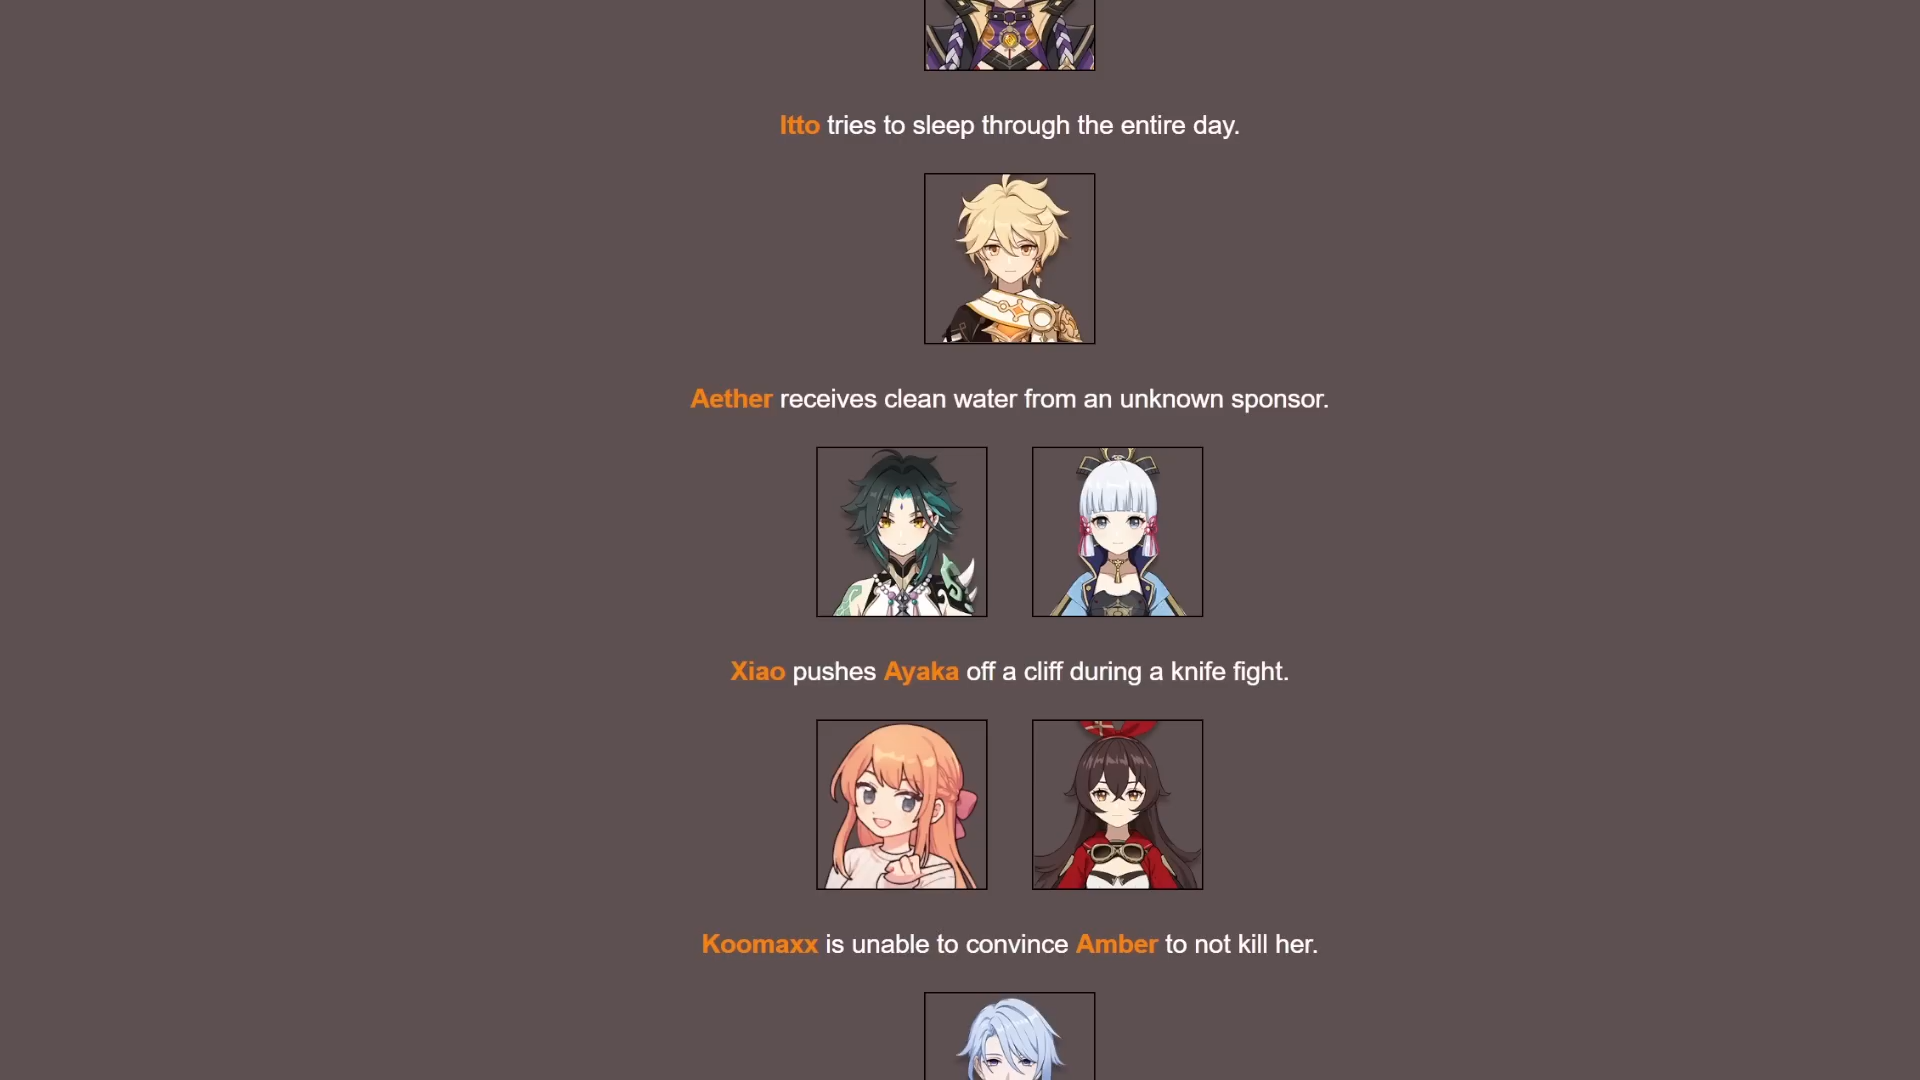 Itto tries to sleep through the entire day.
Aether receives clean water from an unknown sponsor.
Xiao pushes Ayaka off a cliff during a knife fight.
Koomaxx is unable to convince Amber to not kill her.